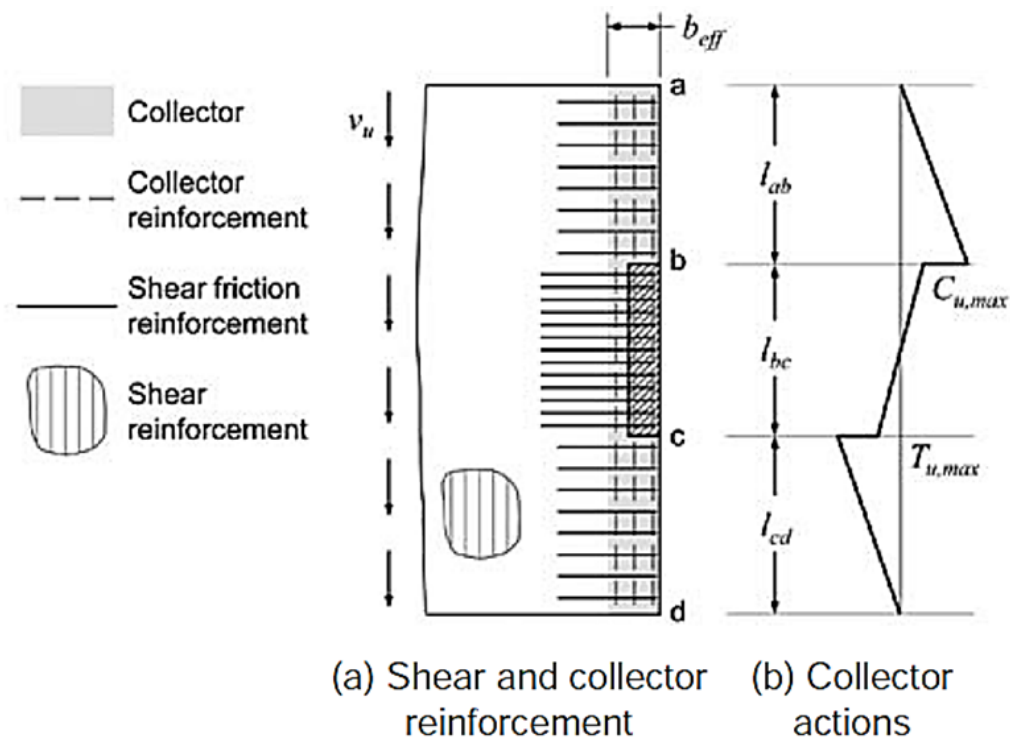 Collector
Collector
reinforcement
Shear friction
reinforcement
Shear
reinforcement
v_u
b_eff
a
b
c
d
l_ab
l_bc
l_cd
C_u,max
T_u,max
(a) Shear and collector
reinforcement
(b) Collector
actions